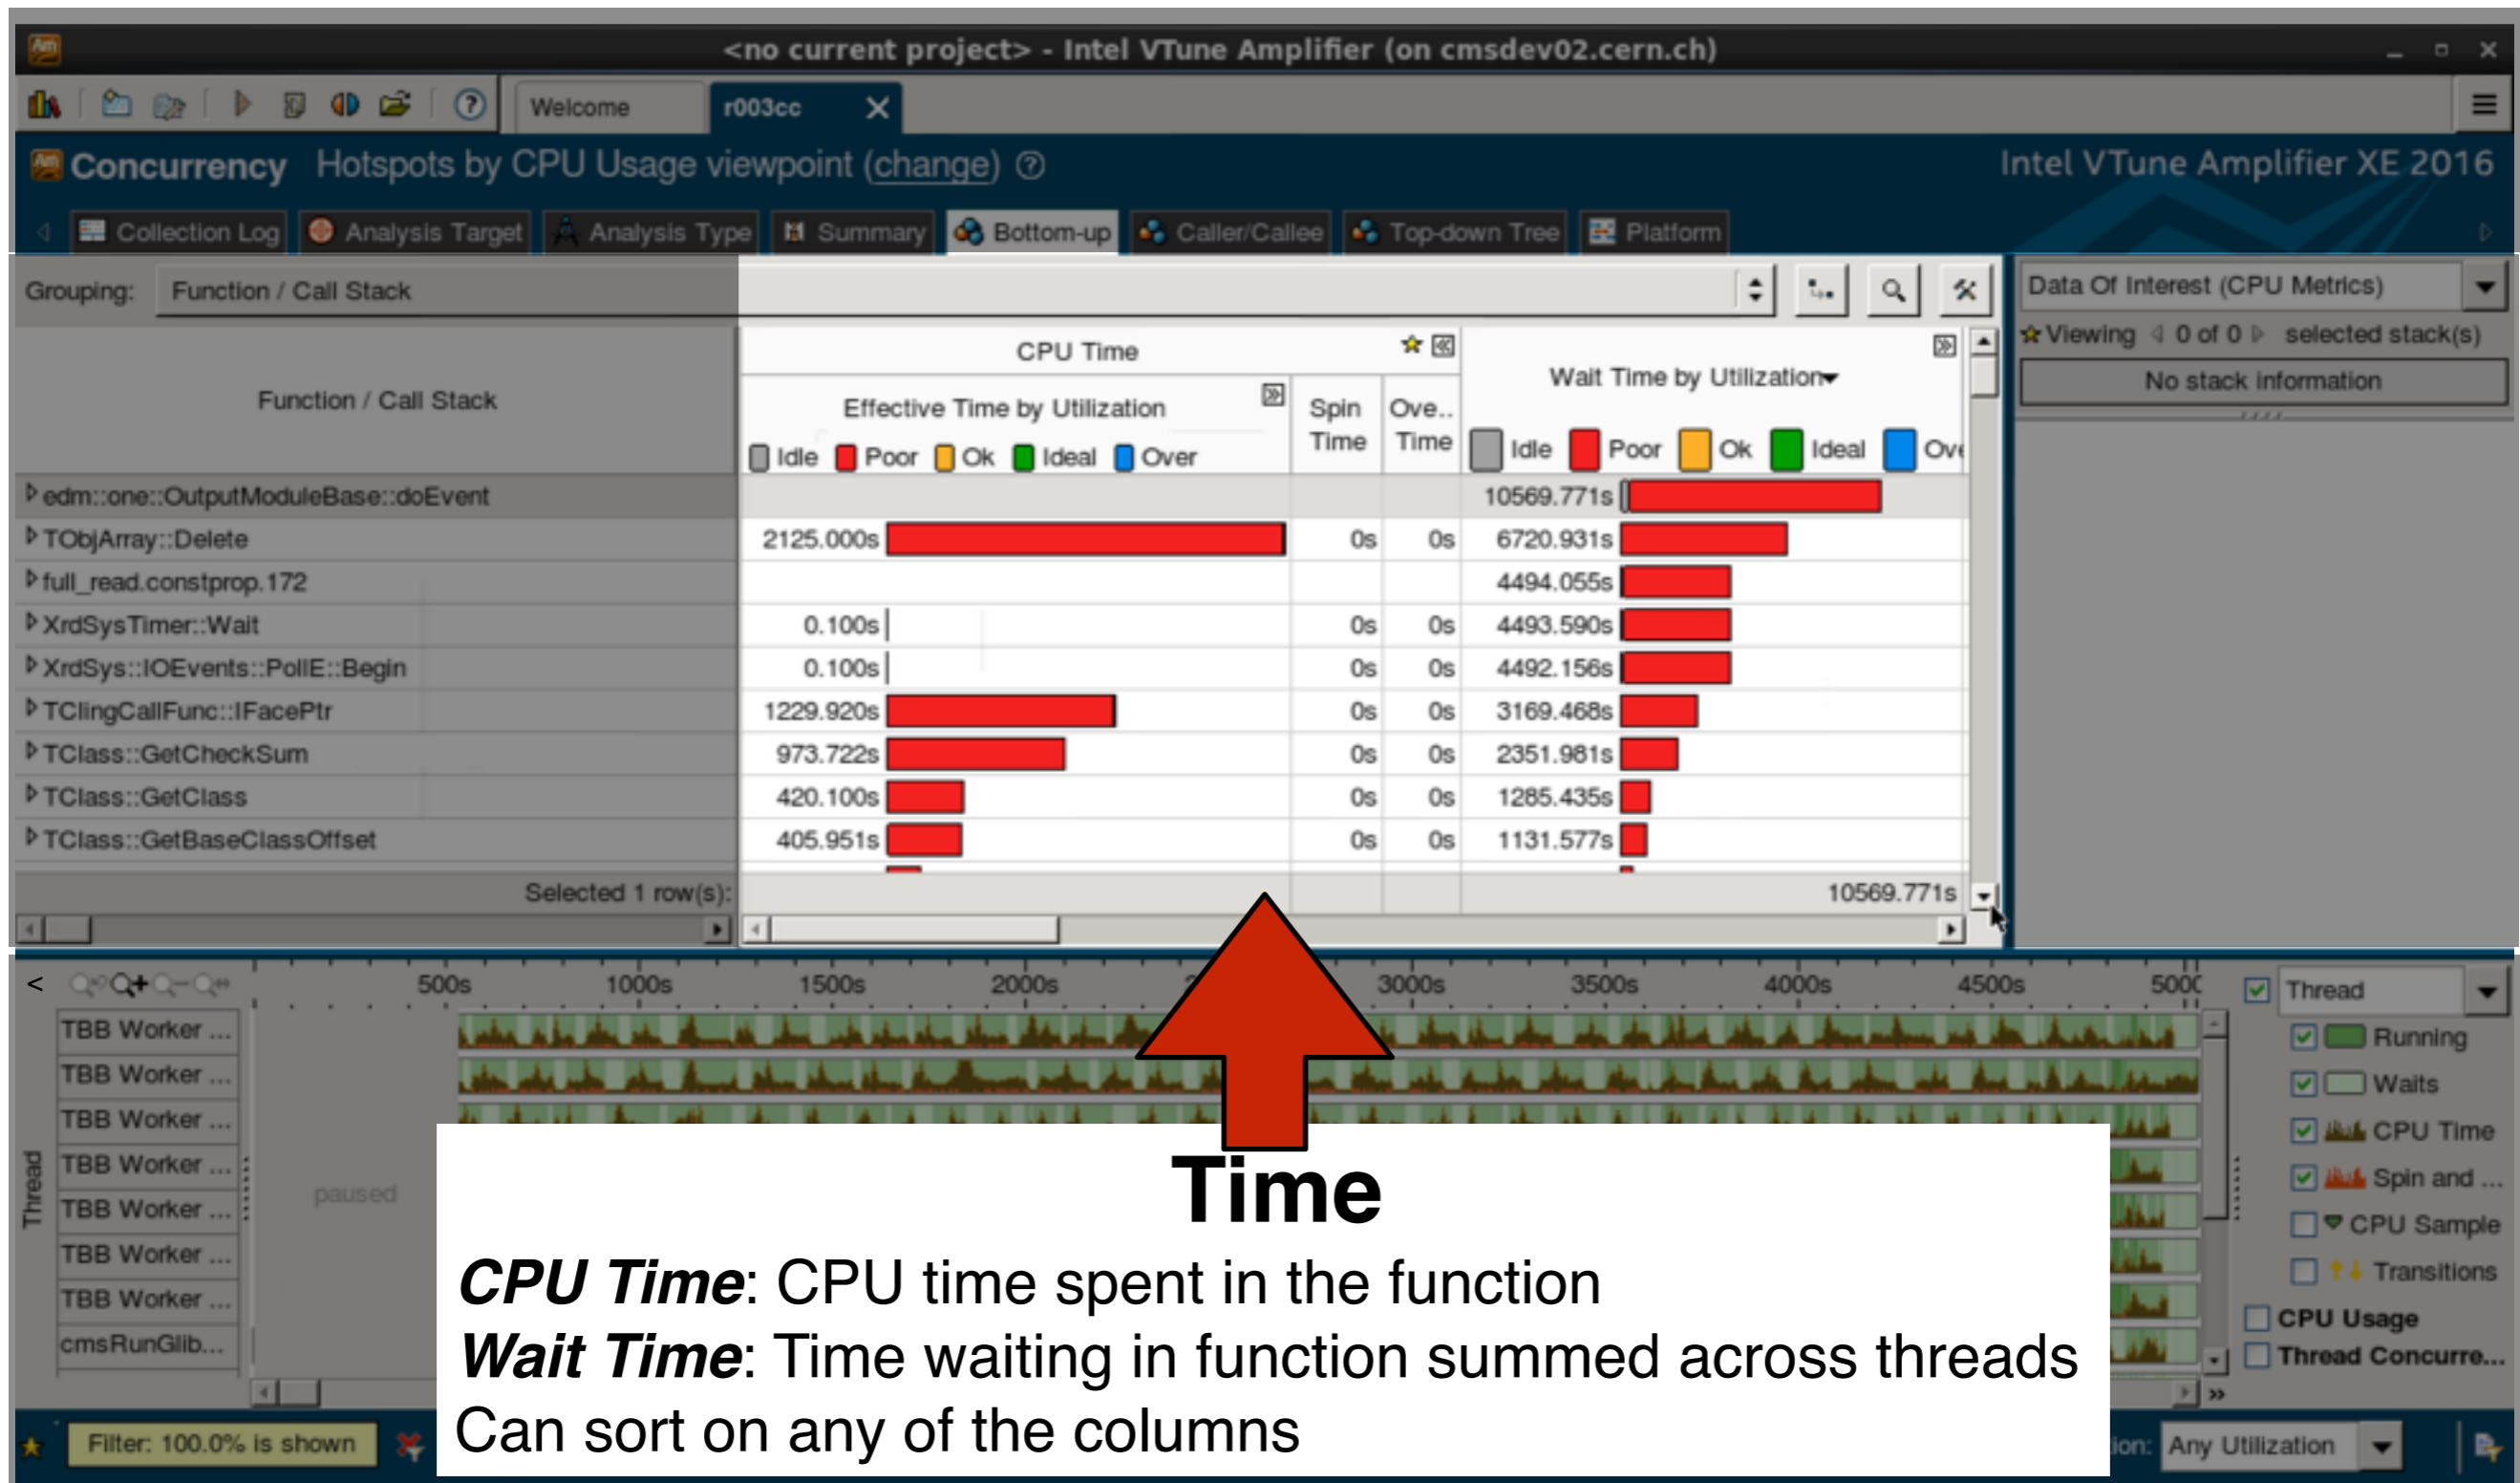 <no current project> - Intel VTune Amplifier (on cmsdev02.cern.ch)
Welcome r003cc
Concurrency Hotspots by CPU Usage viewpoint (change) Intel VTune Amplifier XE 2016
Collection Log Analysis Target Analysis Type Summary Bottom-up Caller/Callee Top-down Tree Platform
Grouping: Function / Call Stack
Data Of Interest (CPU Metrics)
Viewing 0 of 0 selected stack(s)
No stack information
Function / Call Stack
CPU Time
Effective Time by Utilization
Idle Poor Ok Ideal Over
Spin
Time
Ove..
Time
Wait Time by Utilization
Idle Poor Ok Ideal Ove
edm::one::OutputModuleBase::doEvent 10569.771s
TObjArray::Delete 2125.000s 0s 0s 6720.931s
full_read.constprop.172 4494.055s
XrdSysTimer::Wait 0.100s 0s 0s 4493.590s
XrdSys::IOEvents::PollE::Begin 0.100s 0s 0s 4492.156s
TClingCallFunc::IFacePtr 1229.920s 0s 0s 3169.468s
TClass::GetCheckSum 973.722s 0s 0s 2351.981s
TClass::GetClass 420.100s 0s 0s 1285.435s
TClass::GetBaseClassOffset 405.951s 0s 0s 1131.577s
Selected 1 row(s): 10569.771s
500s 1000s 1500s 2000s 3000s 3500s 4000s 4500s
Thread
TBB Worker ...
TBB Worker ...
TBB Worker ...
TBB Worker ...
TBB Worker ...
TBB Worker ...
TBB Worker ...
cmsRunGlib...
paused
Thread
Running
Waits
CPU Time
Spin and ...
CPU Sample
Transitions
CPU Usage
Thread Concurre...
Time
CPU Time: CPU time spent in the function
Wait Time: Time waiting in function summed across threads
Can sort on any of the columns
Filter: 100.0% is shown
ion: Any Utilization